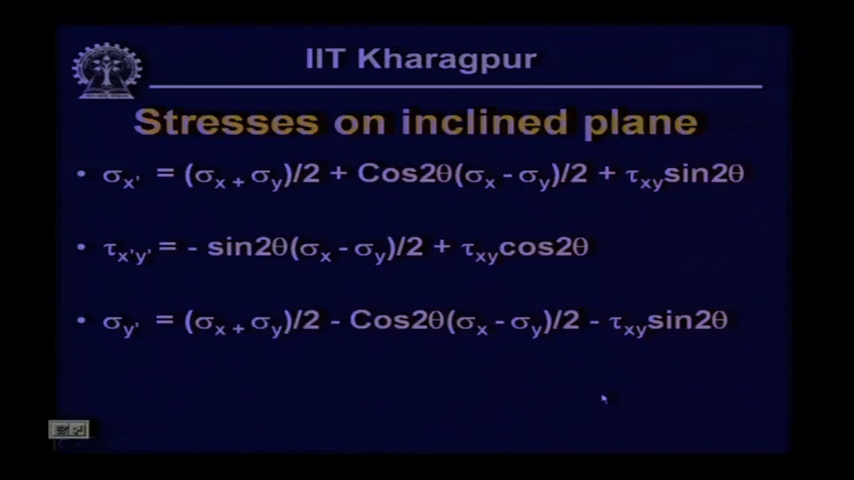 IIT Kharagpur
Stresses on inclined plane
• σx' = (σx + σy)/2 + Cos2θ(σx - σy)/2 + τxysin2θ
• τx'y' = - sin2θ(σx - σy)/2 + τxycos2θ
• σy' = (σx + σy)/2 - Cos2θ(σx - σy)/2 - τxysin2θ